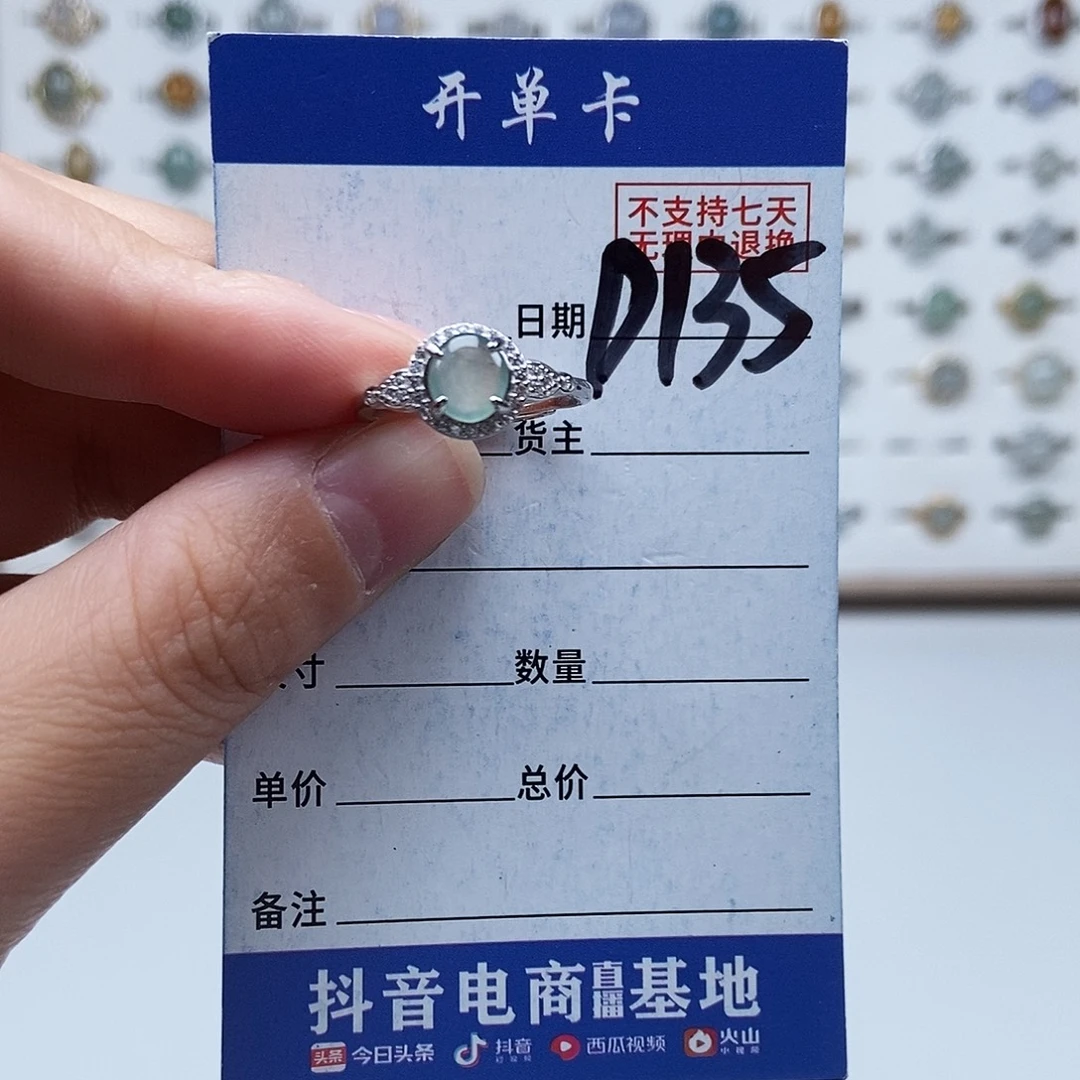 开单卡
不支持七天
无理由退换
日期 D135
货主
寸 数量
单价 总价
备注
抖音电商直播基地
头条 今日头条 抖音 西瓜视频 火山